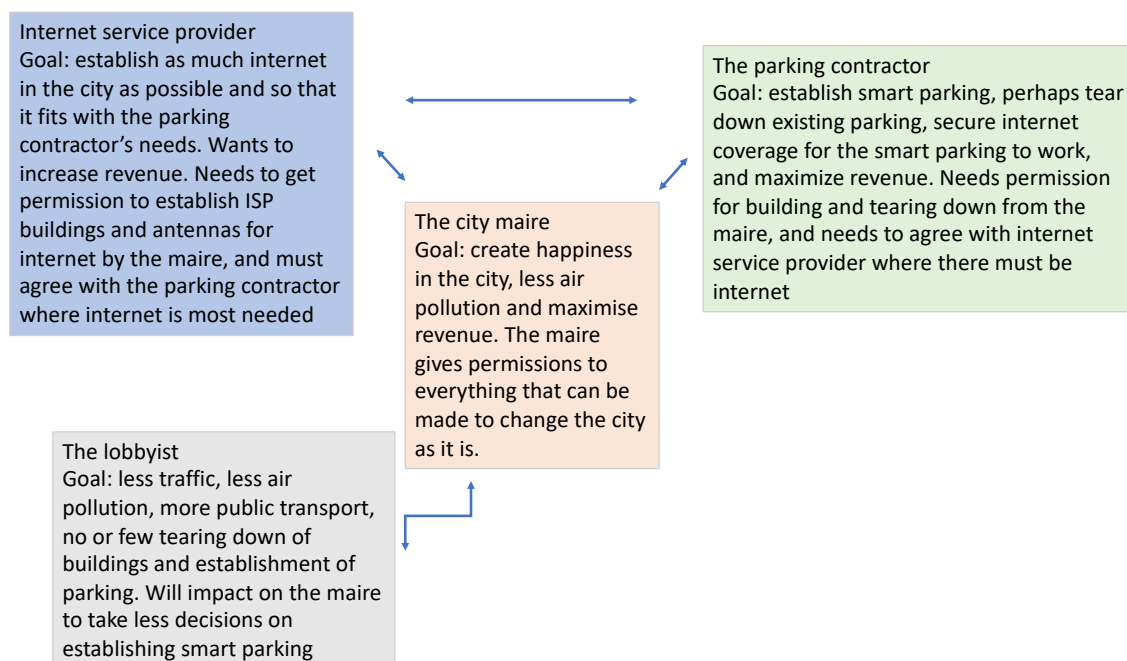 Internet service provider
Goal: establish as much internet
in the city as possible and so that
it fits with the parking
contractor’s needs. Wants to
increase revenue. Needs to get
permission to establish ISP
buildings and antennas for
internet by the maire, and must
agree with the parking contractor
where internet is most needed
The parking contractor
Goal: establish smart parking, perhaps tear
down existing parking, secure internet
coverage for the smart parking to work,
and maximize revenue. Needs permission
for building and tearing down from the
maire, and needs to agree with internet
service provider where there must be
internet
The city maire
Goal: create happiness
in the city, less air
pollution and maximise
revenue. The maire
gives permissions to
everything that can be
made to change the city
as it is.
The lobbyist
Goal: less traffic, less air
pollution, more public transport,
no or few tearing down of
buildings and establishment of
parking. Will impact on the maire
to take less decisions on
establishing smart parking